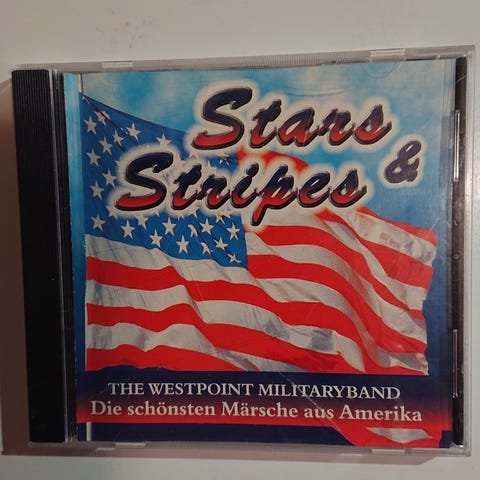 Stars &
Stripes
THE WESTPOINT MILITARYBAND
Die schönsten Märsche aus Amerika